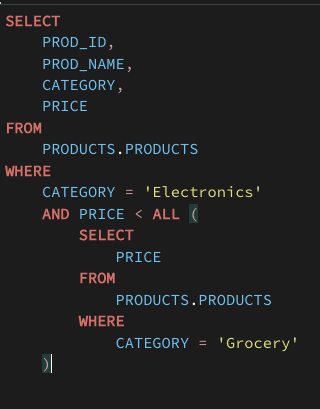 SELECT
PROD_ID,
PROD_NAME,
CATEGORY,
PRICE
FROM
PRODUCTS.PRODUCTS
WHERE
CATEGORY = 'Electronics'
AND PRICE < ALL (
SELECT
PRICE
FROM
PRODUCTS.PRODUCTS
WHERE
CATEGORY = 'Grocery'
)